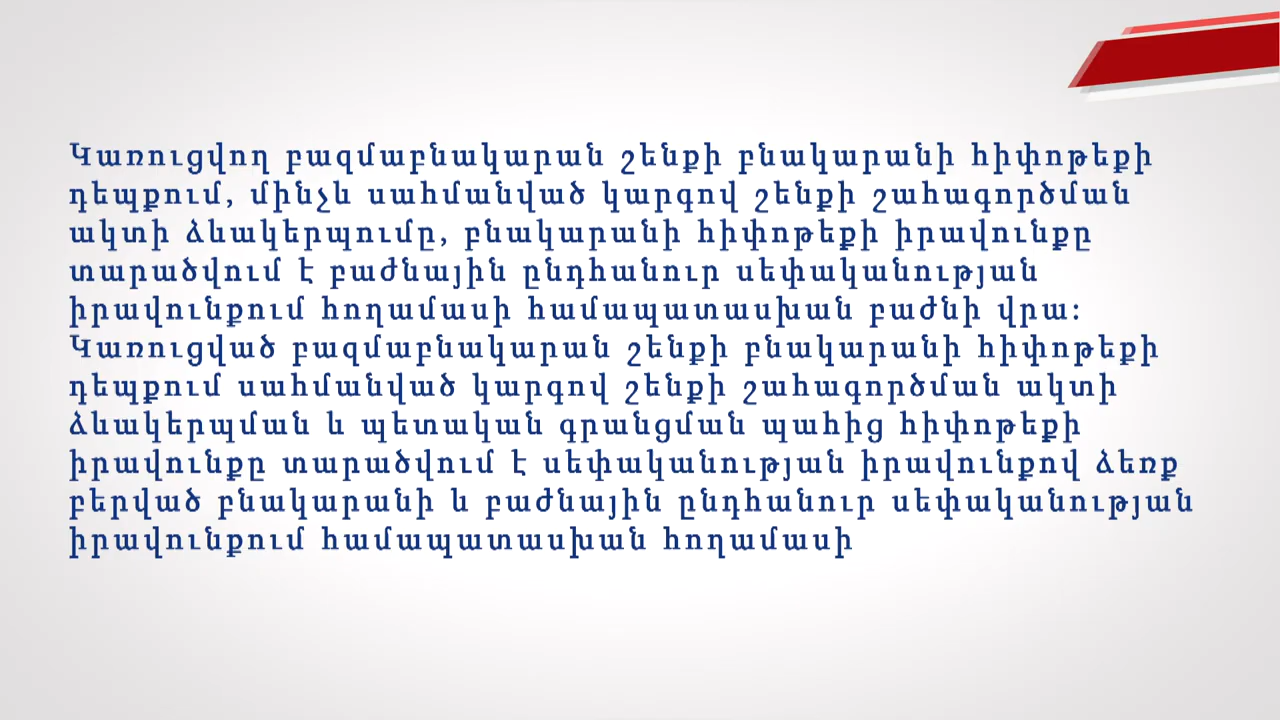 Կառուցվող բազմաբնակարան շենքի բնակարանի հիփոթեքի
դեպքում, մինչև սահմանված կարգով շենքի շահագործման
ակտի ձևակերպումը, բնակարանի հիփոթեքի իրավունքը
տարածվում է բաժնային ընդհանուր սեփականության
իրավունքում հողամասի համապատասխան բաժնի վրա:
Կառուցված բազմաբնակարան շենքի բնակարանի հիփոթեքի
դեպքում սահմանված կարգով շենքի շահագործման ակտի
ձևակերպման և պետական գրանցման պահից հիփոթեքի
իրավունքը տարածվում է սեփականության իրավունքով ձեռք
բերված բնակարանի և բաժնային ընդհանուր սեփականության
իրավունքում համապատասխան հողամասի